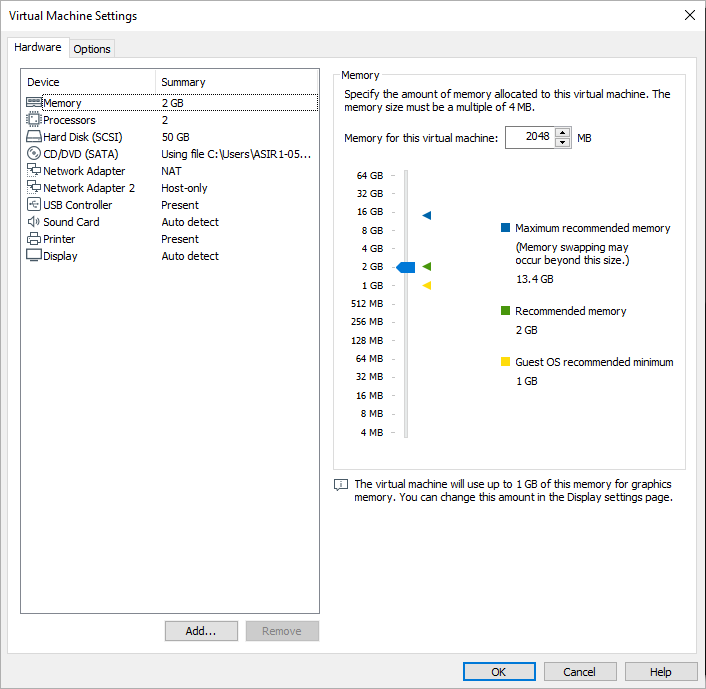 Virtual Machine Settings
Hardware Options
Device Summary
Memory 2 GB
Processors 2
Hard Disk (SCSI) 50 GB
CD/DVD (SATA) Using file C:\Users\ASIR1-05...
Network Adapter NAT
Network Adapter 2 Host-only
USB Controller Present
Sound Card Auto detect
Printer Present
Display Auto detect
Add... Remove
Memory
Specify the amount of memory allocated to this virtual machine. The
memory size must be a multiple of 4 MB.
Memory for this virtual machine: 2048 MB
64 GB
32 GB
16 GB
8 GB
4 GB
2 GB
1 GB
512 MB
256 MB
128 MB
64 MB
32 MB
16 MB
8 MB
4 MB
Maximum recommended memory
(Memory swapping may
occur beyond this size.)
13.4 GB
Recommended memory
2 GB
Guest OS recommended minimum
1 GB
The virtual machine will use up to 1 GB of this memory for graphics
memory. You can change this amount in the Display settings page.
OK Cancel Help